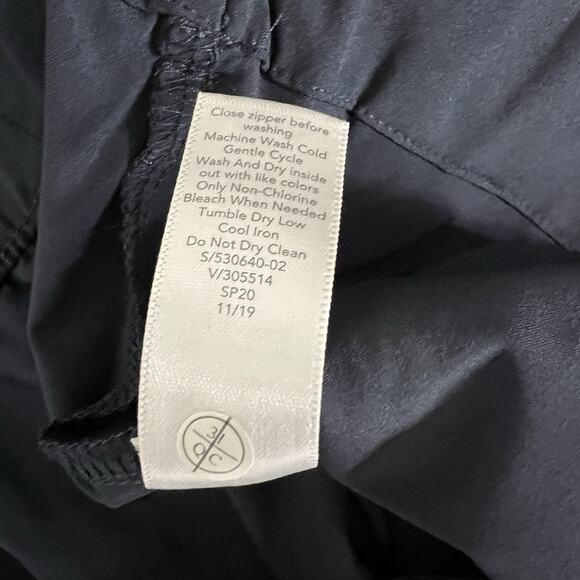 Close zipper before
washing
Machine Wash Cold
Gentle Cycle
Wash And Dry inside
out with like colors
Only Non-Chlorine
Bleach When Needed
Tumble Dry Low
Cool Iron
Do Not Dry Clean
S/530640-02
V/305514
SP20
11/19
31
QC